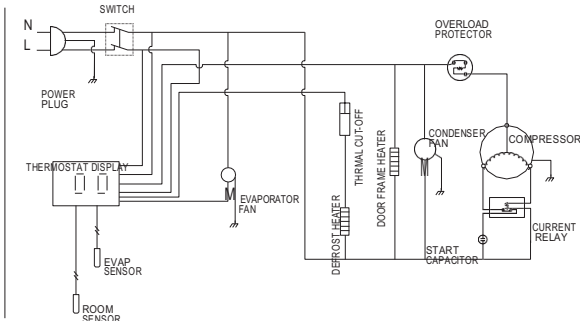 SWITCH
OVERLOAD
PROTECTOR
N
L
POWER
PLUG
THERMOSTAT DISPLAY
THRMAL CUT-OFF
DOOR FRAME HEATER
CONDENSER
FAN
M
COMPRESSOR
M
EVAPORATOR
FAN
DEFROST HEATER
START
CAPACITOR
CURRENT
RELAY
EVAP
SENSOR
ROOM
SENSOR